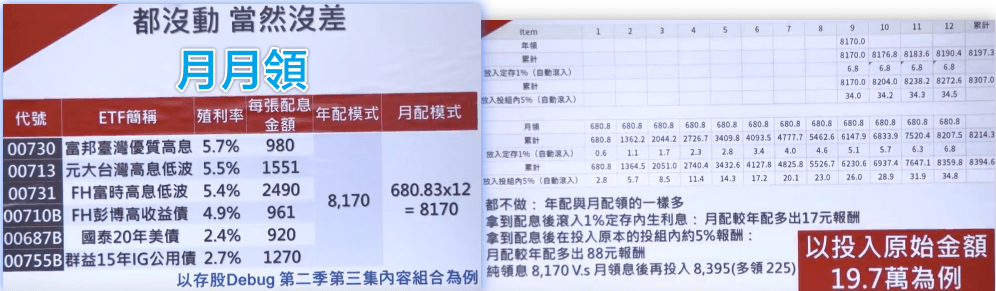 都沒動 當然沒差
月月領
代號 ETF簡稱 殖利率 每張配息金額 年配模式 月配模式
00730 富邦臺灣優質高息 5.7% 980
00713 元大台灣高息低波 5.5% 1551
00731 FH富時高息低波 5.4% 2490
00710B FH彭博高收益債 4.9% 961
00687B 國泰20年美債 2.4% 920
00755B 群益15年IG公用債 2.7% 1270
8,170
680.83x12
= 8170
以存股Debug 第二季第三集內容組合為例
Item 1 2 3 4 5 6 7 8 9 10 11 12 累計
年領 8170.0
累計 8170.0 8176.8 8183.6 8190.4 8197.3
放入定存1%（自動滾入） 6.8 6.8 6.8 6.8
累計 8170.0 8204.0 8238.2 8272.6 8307.0
放入投組內5%（自動滾入） 34.0 34.2 34.3 34.5
月領 680.8 680.8 680.8 680.8 680.8 680.8 680.8 680.8 680.8 680.8 680.8 680.8
累計 680.8 1362.2 2044.2 2726.7 3409.8 4093.5 4777.7 5462.6 6147.9 6833.9 7520.4 8207.5 8214.3
放入定存1%（自動滾入） 0.6 1.1 1.7 2.3 2.8 3.4 4.0 4.6 5.1 5.7 6.3 6.8
累計 680.8 1364.5 2051.0 2740.4 3432.6 4127.8 4825.8 5526.7 6230.6 6937.4 7647.1 8359.8 8394.6
放入投組內5%（自動滾入） 2.8 5.7 8.5 11.4 14.3 17.2 20.1 23.0 26.0 28.9 31.9 34.8
都不做： 年配與月配領的一樣多
拿到配息後滾入1%定存內生利息： 月配較年配多出17元報酬
拿到配息後在投入原本的投組內約5%報酬：
月配較年配多出 88元報酬
純領息 8,170 V.s 月領息後再投入 8,395(多領 225)
以投入原始金額
19.7萬為例